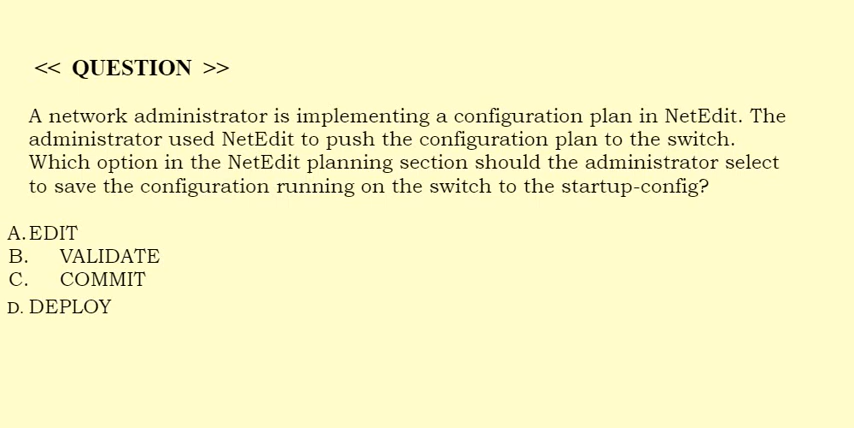 << QUESTION >>
A network administrator is implementing a configuration plan in NetEdit. The
administrator used NetEdit to push the configuration plan to the switch.
Which option in the NetEdit planning section should the administrator select
to save the configuration running on the switch to the startup-config?
A. EDIT
B. VALIDATE
C. COMMIT
D. DEPLOY